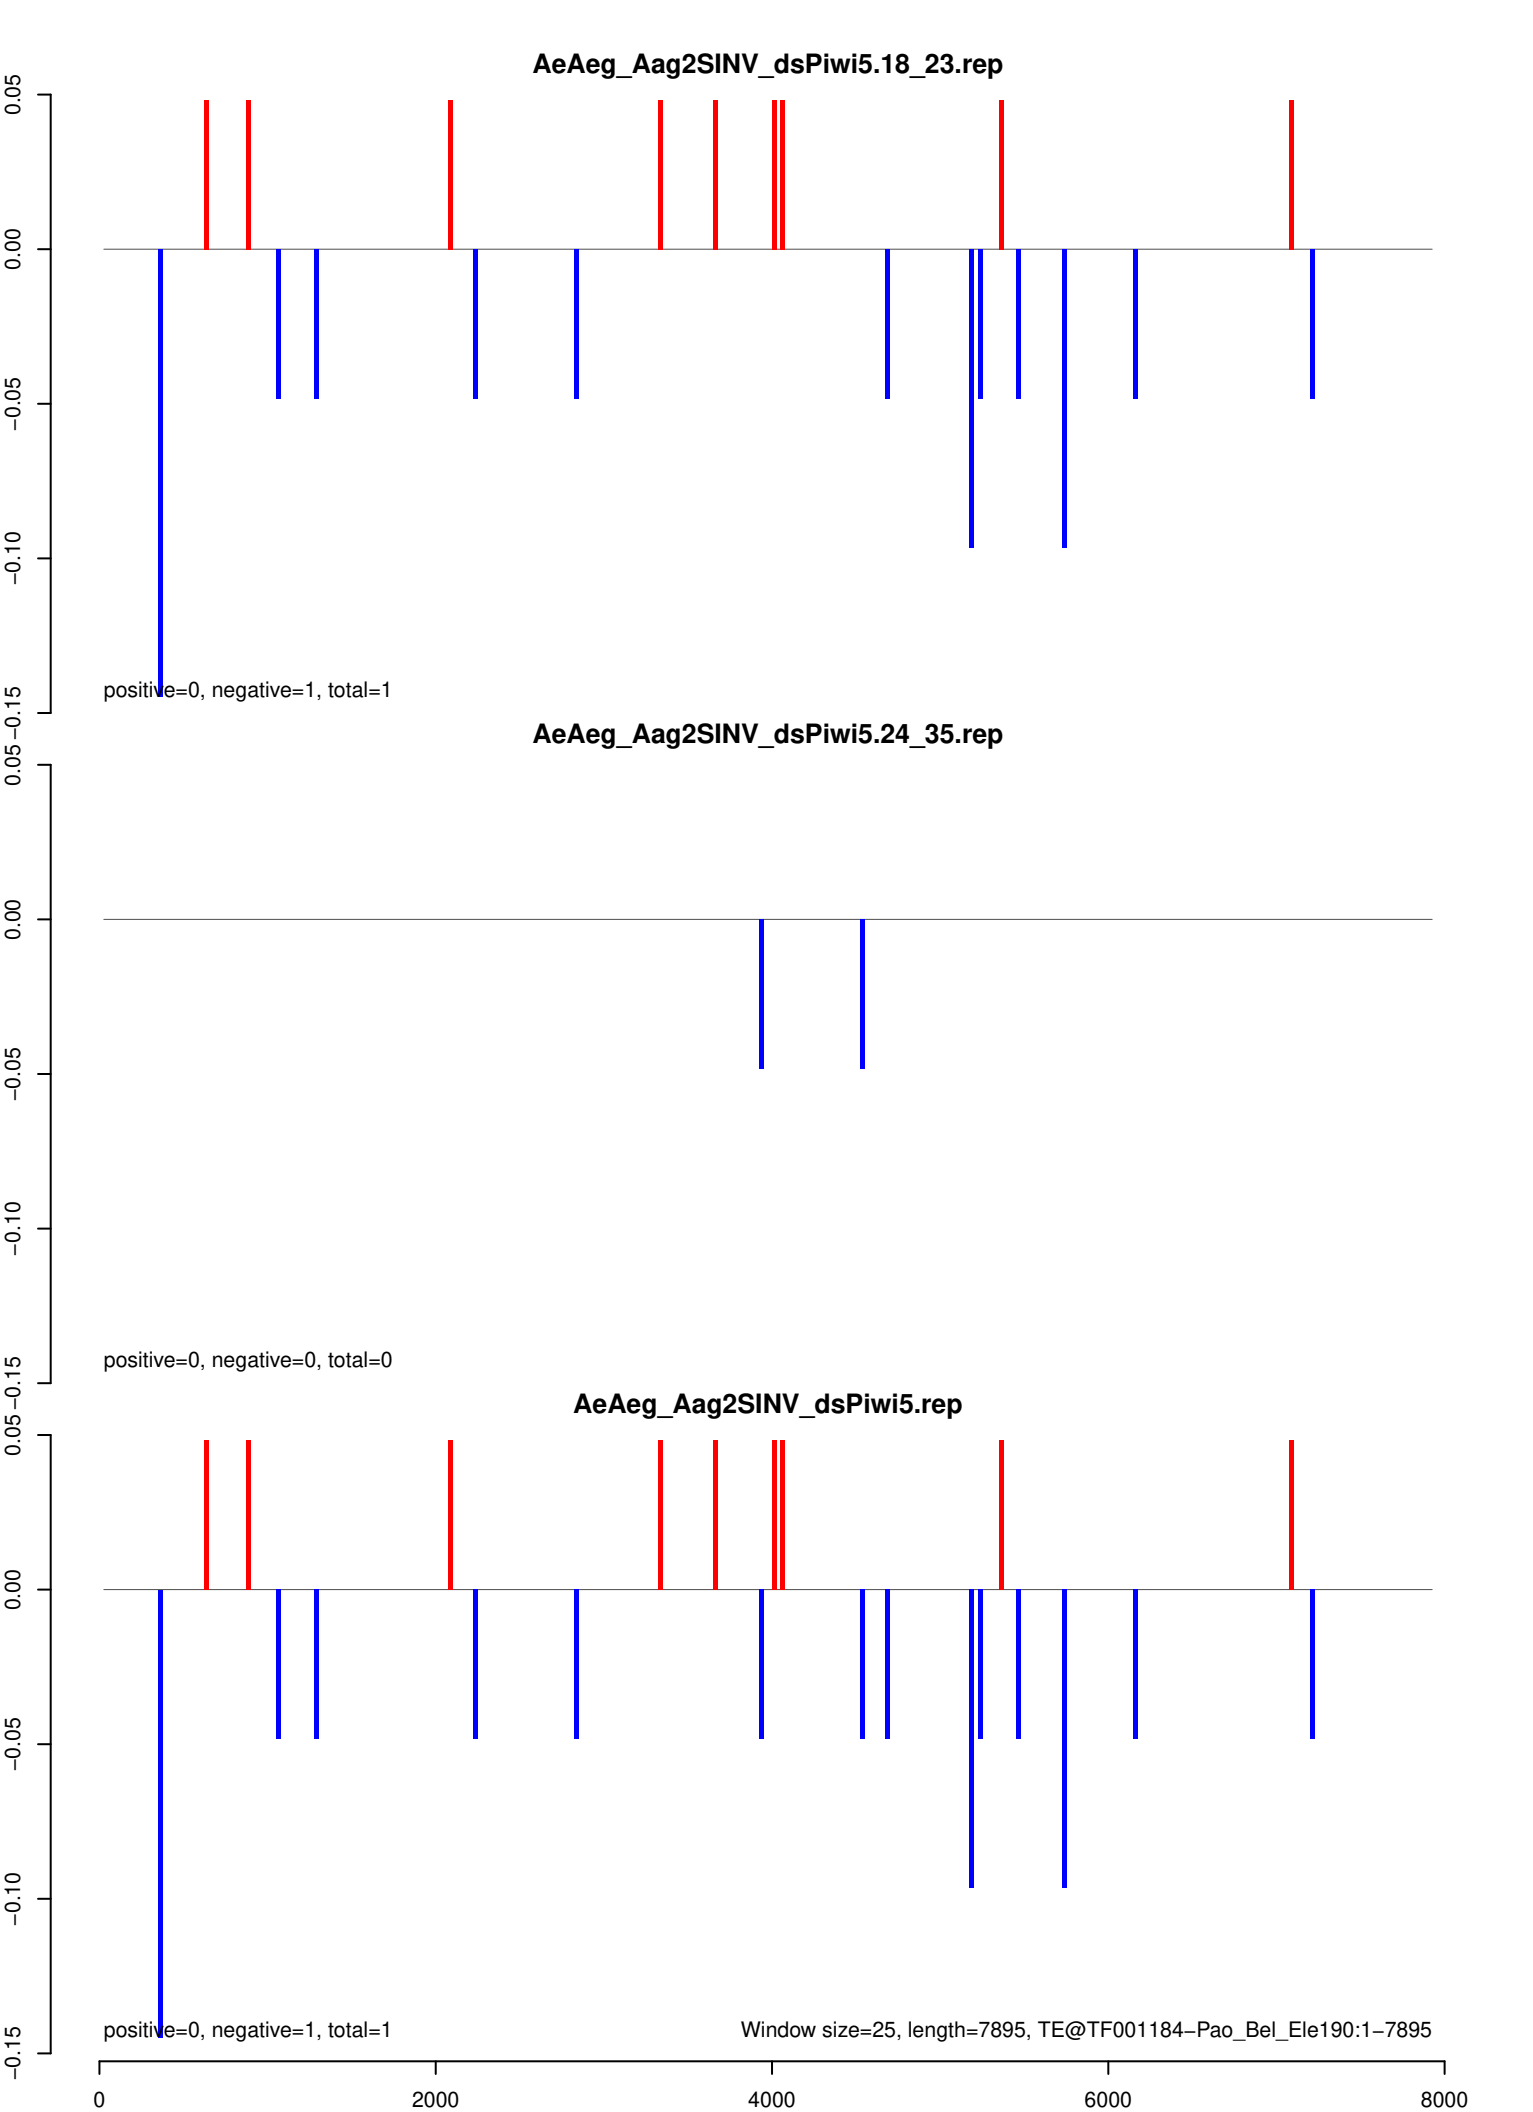 AeAeg_Aag2SINV_dsPiwi5.18_23.rep
0.05
0.00
−0.05
−0.10
−0.15
positive=0, negative=1, total=1
AeAeg_Aag2SINV_dsPiwi5.24_35.rep
0.05
0.00
−0.05
−0.10
−0.15
positive=0, negative=0, total=0
AeAeg_Aag2SINV_dsPiwi5.rep
0.05
0.00
−0.05
−0.10
−0.15
positive=0, negative=1, total=1
Window size=25, length=7895, TE@TF001184−Pao_Bel_Ele190:1−7895
0 2000 4000 6000 8000